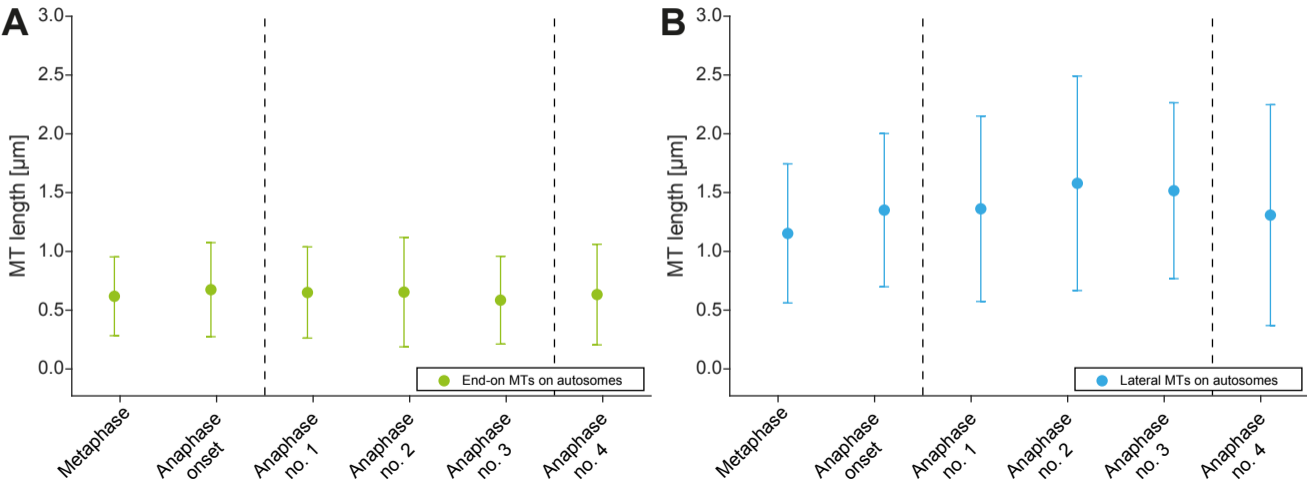 A
3.0
2.5
2.0
1.5
1.0
0.5
0.0
MT length [µm]
End-on MTs on autosomes
Metaphase
Anaphase
onset
Anaphase
no. 1
Anaphase
no. 2
Anaphase
no. 3
Anaphase
no. 4
B
3.0
2.5
2.0
1.5
1.0
0.5
0.0
MT length [µm]
Lateral MTs on autosomes
Metaphase
Anaphase
onset
Anaphase
no. 1
Anaphase
no. 2
Anaphase
no. 3
Anaphase
no. 4